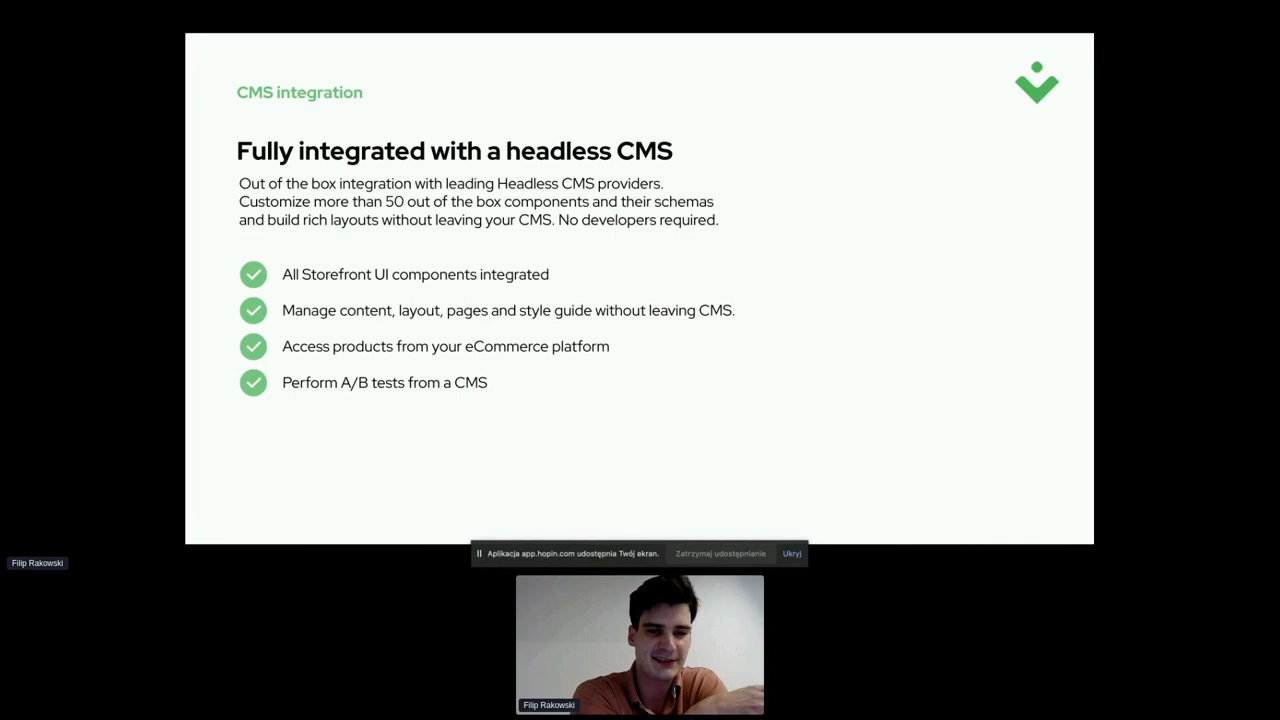 CMS integration
Fully integrated with a headless CMS
Out of the box integration with leading Headless CMS providers.
Customize more than 50 out of the box components and their schemas
and build rich layouts without leaving your CMS. No developers required.
All Storefront UI components integrated
Manage content, layout, pages and style guide without leaving CMS.
Access products from your eCommerce platform
Perform A/B tests from a CMS
Aplikacja app.hopin.com udostępnia Twój ekran. Zatrzymaj udostępnianie Ukryj
Filip Rakowski
Filip Rakowski